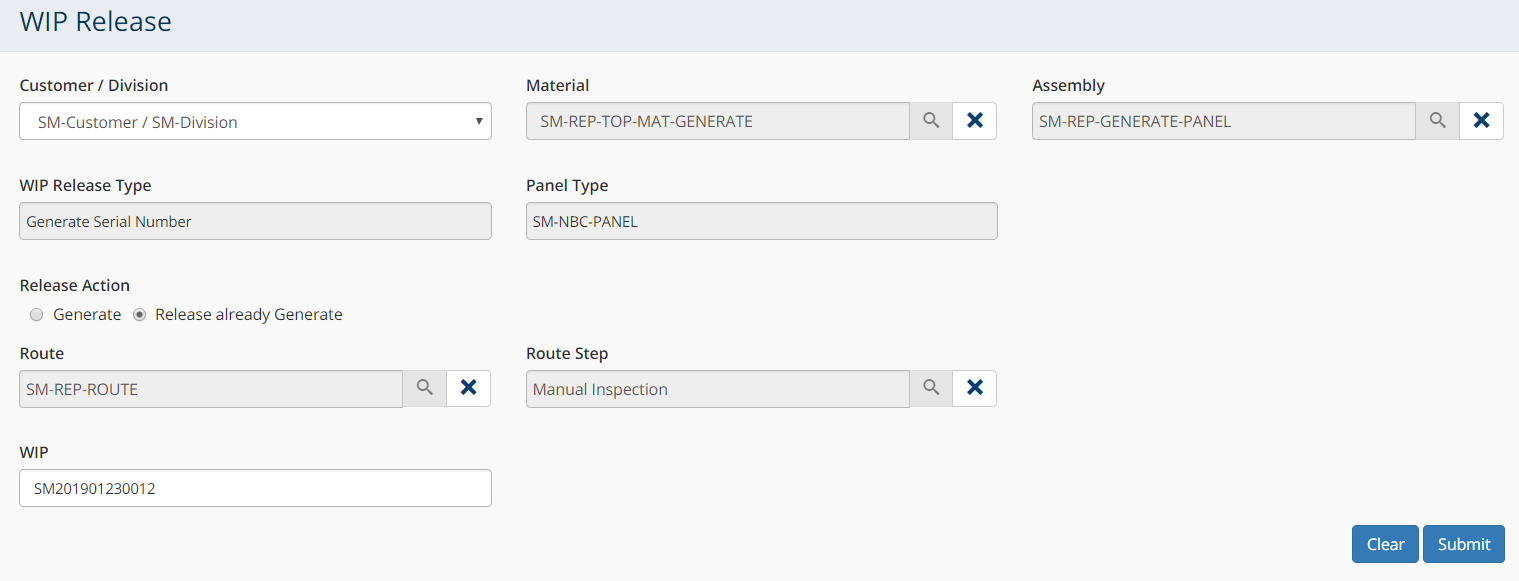 WIP Release
Customer / Division Material Assembly
SM-Customer / SM-Division SM-REP-TOP-MAT-GENERATE SM-REP-GENERATE-PANEL
WIP Release Type Panel Type
Generate Serial Number SM-NBC-PANEL
Release Action
Generate Release already Generate
Route Route Step
SM-REP-ROUTE Manual Inspection
WIP
SM201901230012
Clear Submit